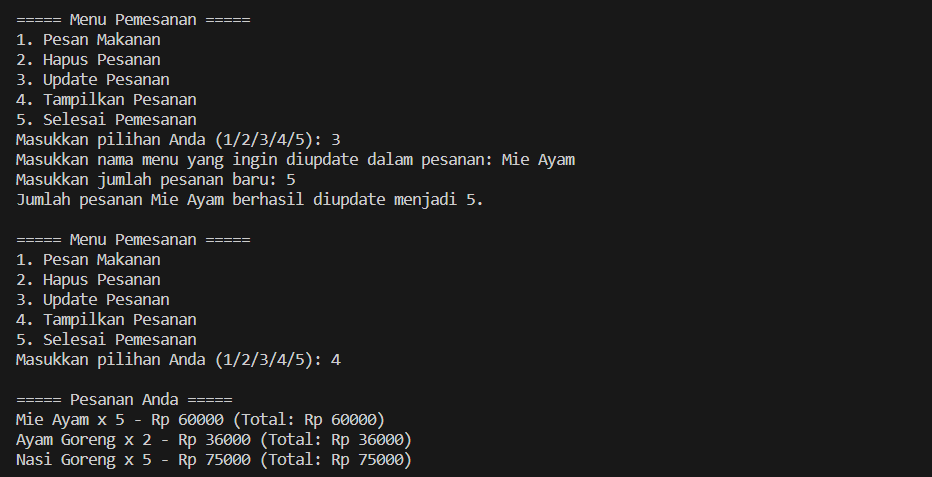 ===== Menu Pemesanan =====
1. Pesan Makanan
2. Hapus Pesanan
3. Update Pesanan
4. Tampilkan Pesanan
5. Selesai Pemesanan
Masukkan pilihan Anda (1/2/3/4/5): 3
Masukkan nama menu yang ingin diupdate dalam pesanan: Mie Ayam
Masukkan jumlah pesanan baru: 5
Jumlah pesanan Mie Ayam berhasil diupdate menjadi 5.

===== Menu Pemesanan =====
1. Pesan Makanan
2. Hapus Pesanan
3. Update Pesanan
4. Tampilkan Pesanan
5. Selesai Pemesanan
Masukkan pilihan Anda (1/2/3/4/5): 4

===== Pesanan Anda =====
Mie Ayam x 5 - Rp 60000 (Total: Rp 60000)
Ayam Goreng x 2 - Rp 36000 (Total: Rp 36000)
Nasi Goreng x 5 - Rp 75000 (Total: Rp 75000)